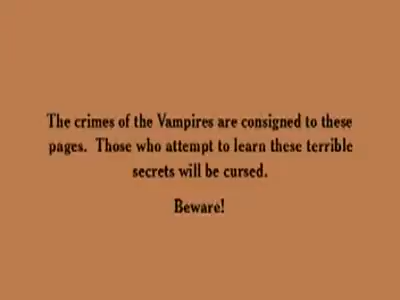 The crimes of the Vampires are consigned to these
pages. Those who attempt to learn these terrible
secrets will be cursed.
Beware!